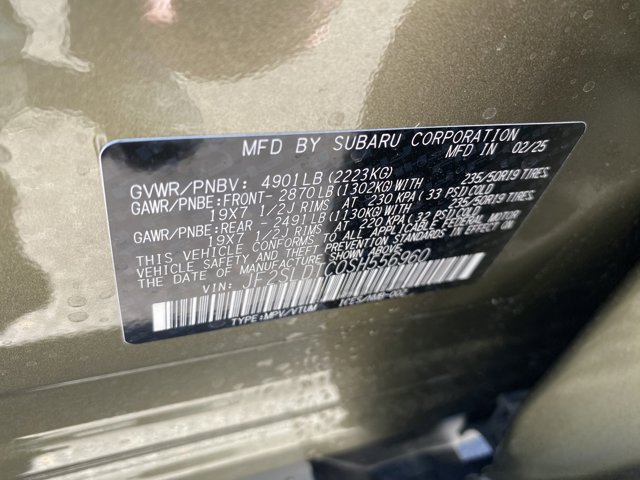 MFD BY SUBARU CORPORATION
MFD IN 02/25
GVWR/PNBV: 4901LB(2223KG)
GAWR/PNBE:FRONT- 2870LB(1302KG)WITH 235/50R19 TIRES,
19X7 1/2J RIMS AT 230 KPA (33 PSI)COLD
GAWR/PNBE:REAR - 2491LB(1130KG)WITH 235/50R19 TIRES,
19X7 1/2J RIMS AT 220 KPA(32 PSI)COLD
THIS VEHICLE CONFORMS TO ALL APPLICABLE FEDERAL MOTOR
VEHICLE SAFETY AND THEFT PREVENTION STANDARDS IN EFFECT ON
THE DATE OF MANUFACTURE SHOWN ABOVE.
VIN: JF2SLDTC0SH556960
TYPE:MPV/VTUM